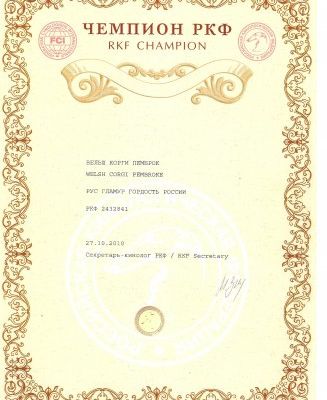 ЧЕМПИОН РКФ
RKF CHAMPION
FCI
ВЕЛЬШ КОРГИ ПЕМБРОК
WELSH CORGI PEMBROKE
РУС ГЛАМУР ГОРДОСТЬ РОССИИ
РКФ 2432841
27.10.2010
Секретарь-кинолог РКФ / RKF Secretary